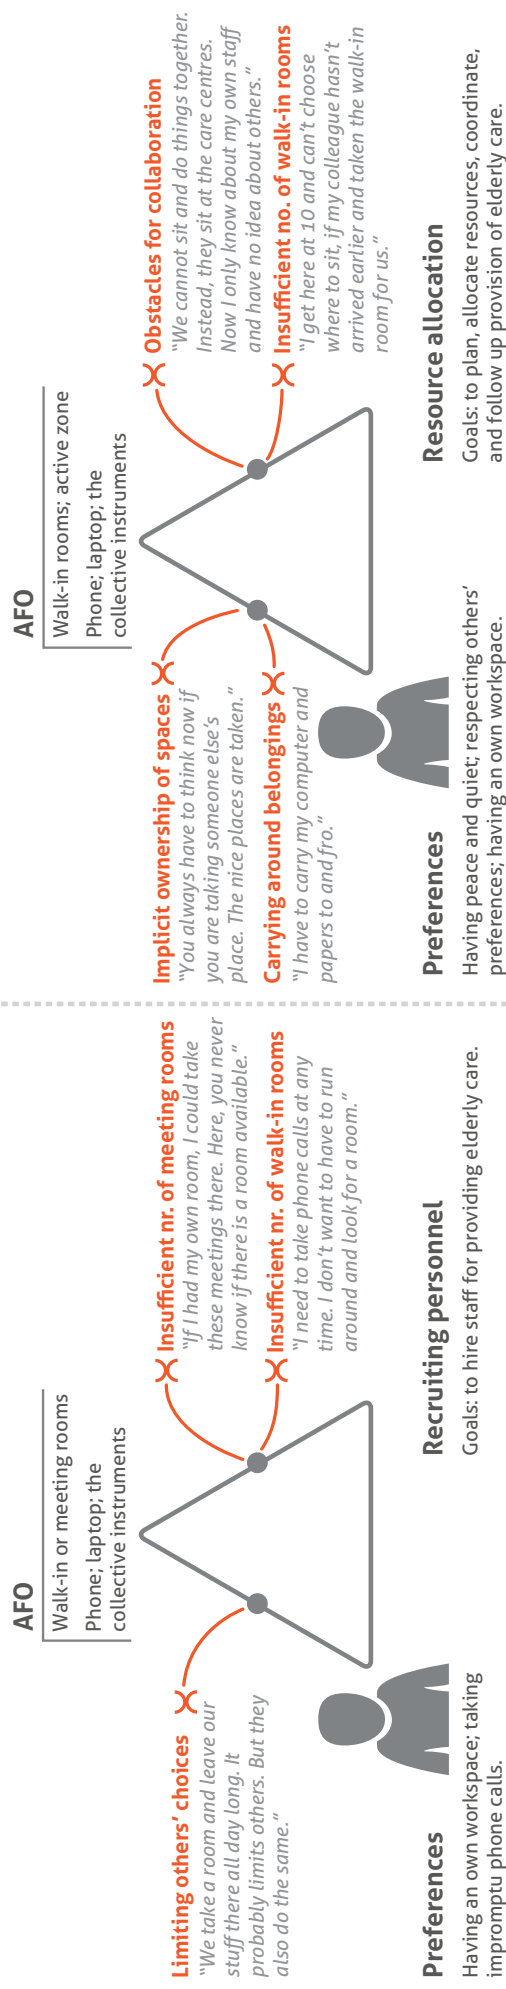 AFO
Walk-in or meeting rooms
Phone; laptop; the
collective instruments
Limiting others' choices
"We take a room and leave our
stuff there all day long. It
probably limits others. But they
also do the same."
Insufficient nr. of meeting rooms
"If I had my own room, I could take
these meetings there. Here, you never
know if there is a room available."
Insufficient nr. of walk-in rooms
"I need to take phone calls at any
time. I don't want to have to run
around and look for a room."
Preferences
Having an own workspace; taking
impromptu phone calls.
Recruiting personnel
Goals: to hire staff for providing elderly care.
AFO
Walk-in rooms; active zone
Phone; laptop; the
collective instruments
Implicit ownership of spaces
"You always have to think now if
you are taking someone else's
place. The nice places are taken."
Carrying around belongings
"I have to carry my computer and
papers to and fro."
Obstacles for collaboration
"We cannot sit and do things together.
Instead, they sit at the care centres.
Now I only know about my own staff
and have no idea about others."
Insufficient no. of walk-in rooms
"I get here at 10 and can't choose
where to sit, if my colleague hasn't
arrived earlier and taken the walk-in
room for us."
Preferences
Having peace and quiet; respecting others'
preferences; having an own workspace.
Resource allocation
Goals: to plan, allocate resources, coordinate,
and follow up provision of elderly care.